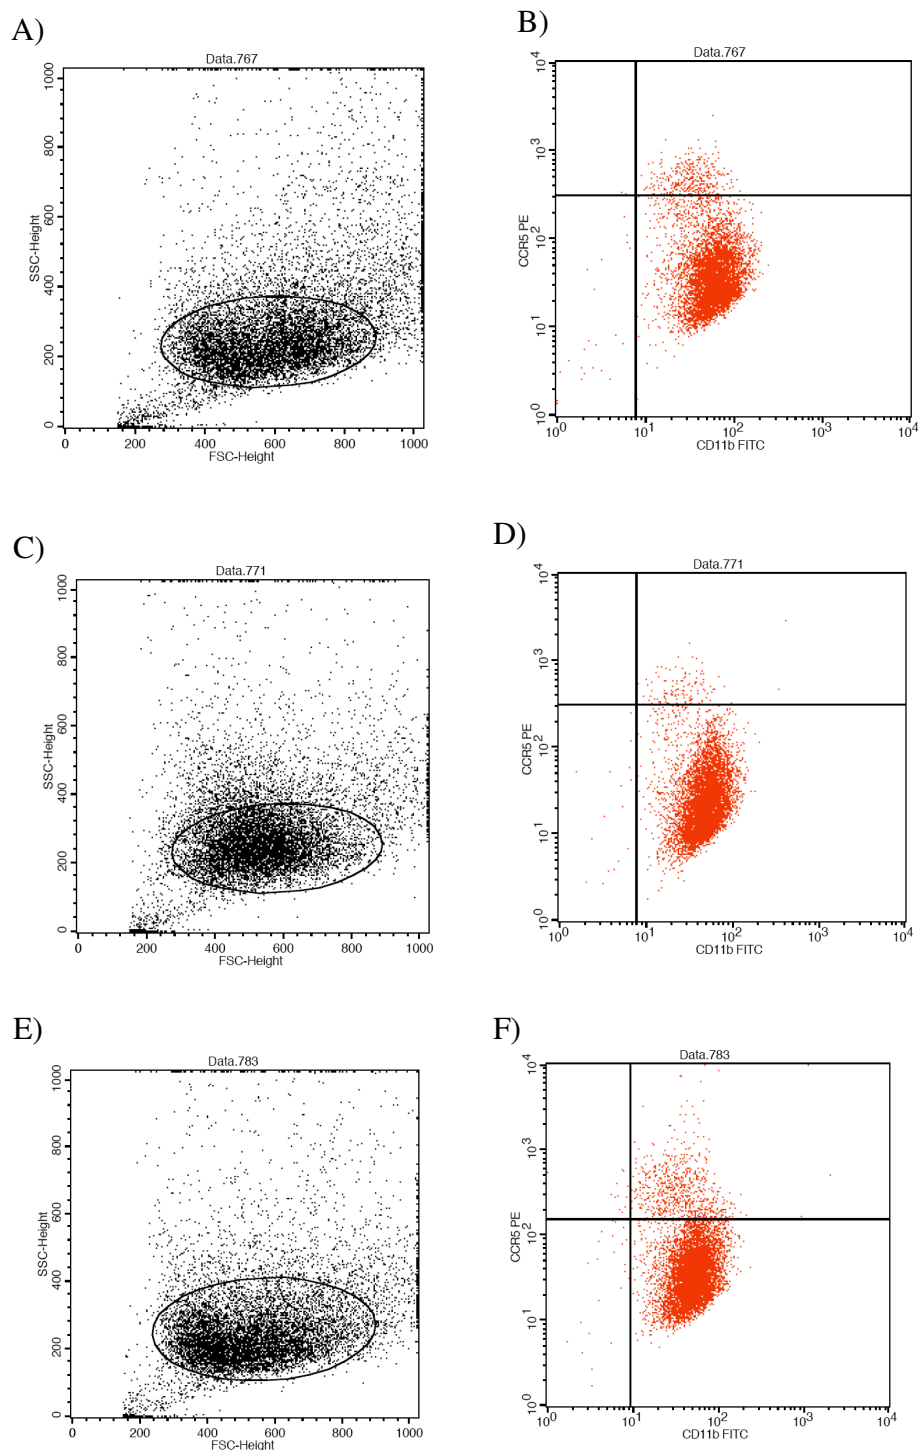 A)
Data.767
SSC-Height
1000
800
600
400
200
0
0 200 400 600 800 1000
FSC-Height
B)
Data.767
CCR5 PE
10^4
10^3
10^2
10^1
10^0
10^0 10^1 10^2 10^3 10^4
CD11b FITC
C)
Data.771
SSC-Height
1000
800
600
400
200
0
0 200 400 600 800 1000
FSC-Height
D)
Data.771
CCR5 PE
10^4
10^3
10^2
10^1
10^0
10^0 10^1 10^2 10^3 10^4
CD11b FITC
E)
Data.783
SSC-Height
1000
800
600
400
200
0
0 200 400 600 800 1000
FSC-Height
F)
Data.783
CCR5 PE
10^4
10^3
10^2
10^1
10^0
10^0 10^1 10^2 10^3 10^4
CD11b FITC